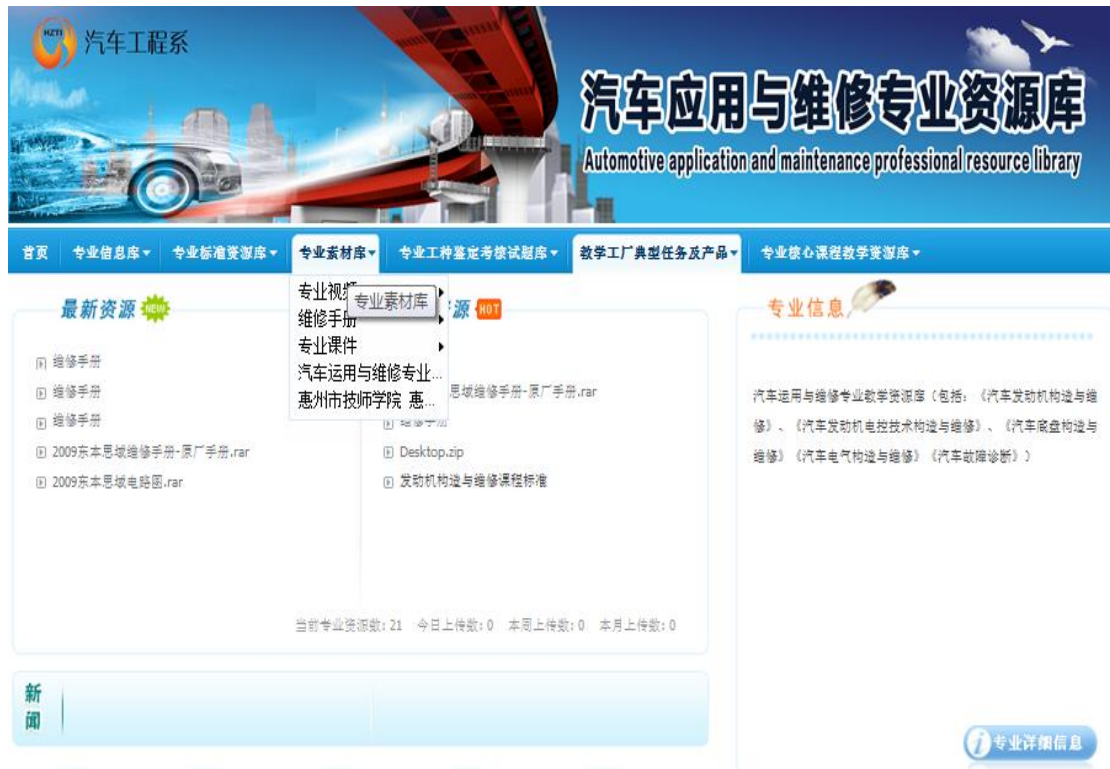 HZTI
汽车工程系
汽车应用与维修专业资源库
Automotive application and maintenance professional resource library
首页 专业信息库 专业标准资源库 专业素材库 专业工种鉴定考核试题库 教学工厂典型任务及产品 专业核心课程教学资源库
专业视频
专业素材库
维修手册
专业课件
汽车运用与维修专业...
惠州市技师学院 惠...
最新资源 NEW
维修手册
维修手册
维修手册
2009东本思域维修手册-原厂手册.rar
2009东本思域电路图.rar
源 HOT
思域维修手册-原厂手册.rar
维修手册
Desktop.zip
发动机构造与维修课程标准
当前专业资源数: 21 今日上传数: 0 本周上传数: 0 本月上传数: 0
专业信息
汽车运用与维修专业教学资源库（包括：《汽车发动机构造与维
修》、《汽车发动机电控技术构造与维修》、《汽车底盘构造与
维修》《汽车电气构造与维修》《汽车故障诊断》）
新
闻
i 专业详细信息